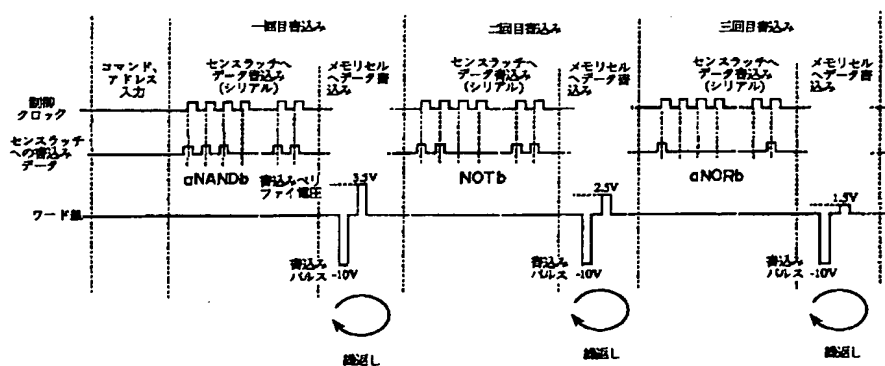 一回目書込み
二回目書込み
三回目書込み
コマンド、
アドレス
入力
センスラッチへ
データ書込み
(シリアル)
メモリセル
へデータ書
込み
センスラッチへ
データ書込み
(シリアル)
メモリセル
へデータ書
込み
センスラッチへ
データ書込み
(シリアル)
メモリセル
へデータ書
込み
制御
クロック
センスラッチ
への書込み
データ
aNANDb
NOTb
aNORb
書込みベリ
ファイ電圧
3.5V
2.5V
1.5V
ワード線
書込み
パルス
-10V
書込み
パルス
-10V
書込み
パルス
-10V
繰返し
繰返し
繰返し